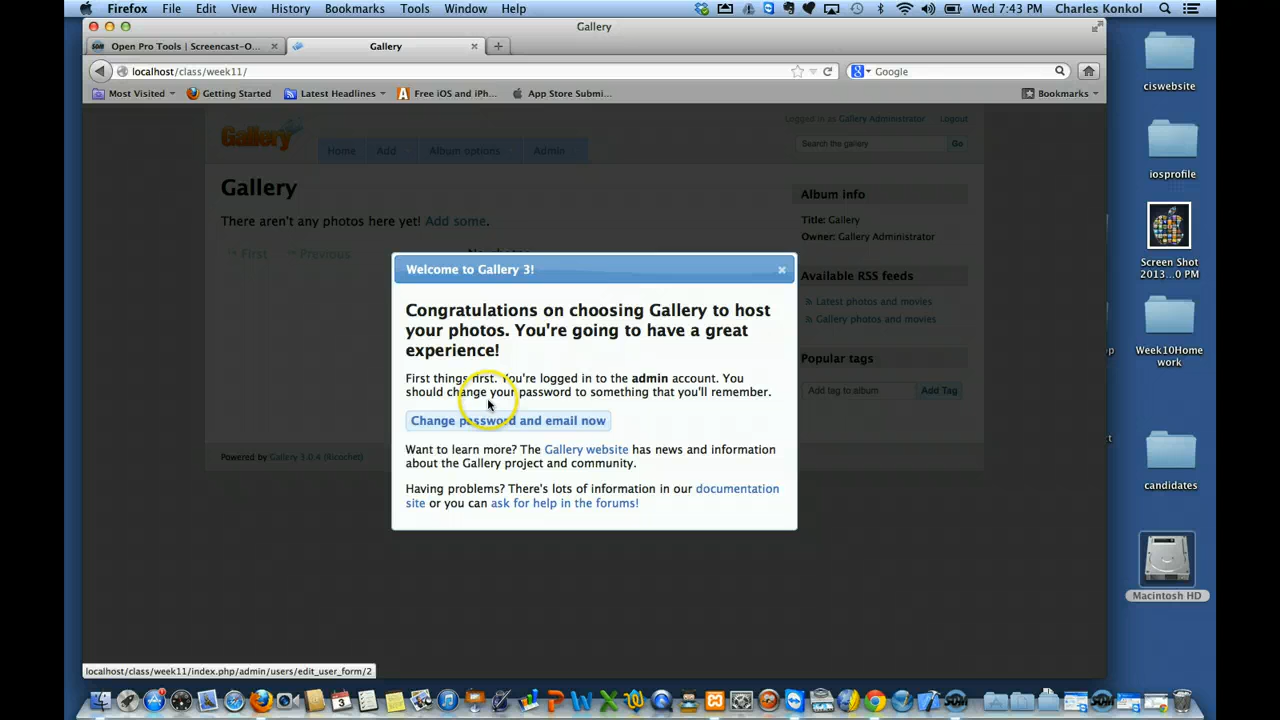 Firefox File Edit View History Bookmarks Tools Window Help Wed 7:43 PM Charles Konkol
Gallery
Open Pro Tools | Screencast-O... Gallery
localhost/class/week11/ Google
Most Visited Getting Started Latest Headlines Free iOS and iPh... App Store Submi... Bookmarks
Logged in as Gallery Administrator Logout
Gallery Home Add Album options Admin Search the gallery Go
Gallery
There aren't any photos here yet! Add some.
First Previous
Album info
Title: Gallery
Owner: Gallery Administrator
Available RSS feeds
Latest photos and movies
Gallery photos and movies
Popular tags
Add tag to album Add Tag
Powered by Gallery 3.0.4 (Ricochet)
Welcome to Gallery 3!
Congratulations on choosing Gallery to host
your photos. You're going to have a great
experience!
First things first. You're logged in to the admin account. You
should change your password to something that you'll remember.
Change password and email now
Want to learn more? The Gallery website has news and information
about the Gallery project and community.
Having problems? There's lots of information in our documentation
site or you can ask for help in the forums!
localhost/class/week11/index.php/admin/users/edit_user_form/2
ciswebsite
iosprofile
Screen Shot
2013...0 PM
Week10Home
work
candidates
Macintosh HD